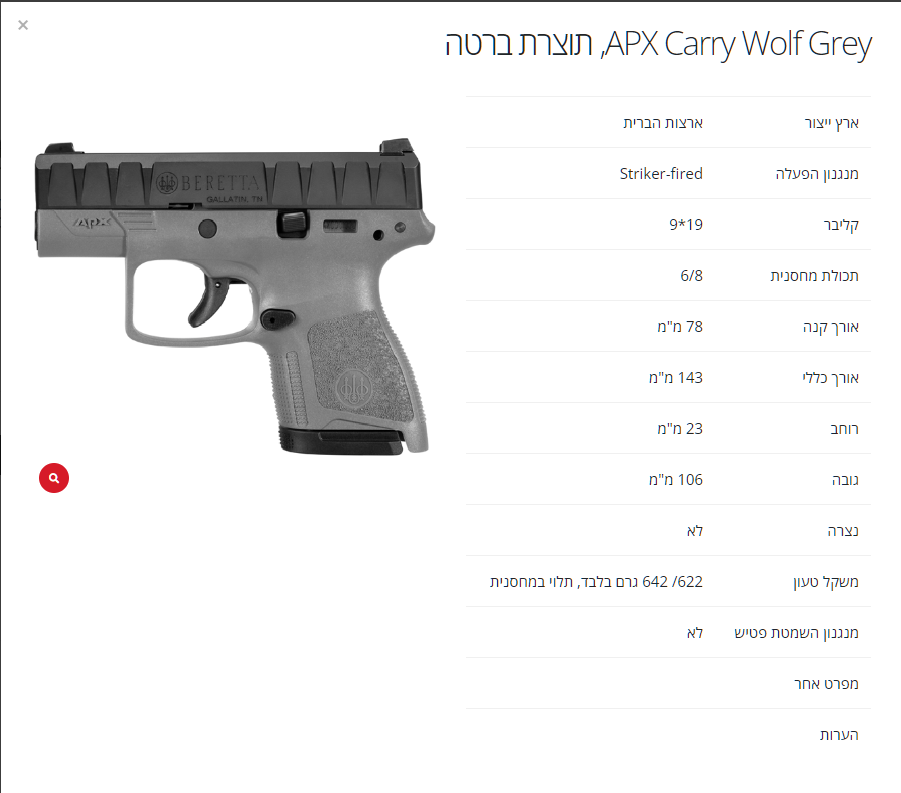 APX Carry Wolf Grey, תוצרת ברטה
ארץ ייצור ארצות הברית
מנגנון הפעלה Striker-fired
קליבר 9*19
תכולת מחסנית 6/8
אורך קנה 78 מ"מ
אורך כללי 143 מ"מ
רוחב 23 מ"מ
גובה 106 מ"מ
נצרה לא
משקל טעון 622/ 642 גרם בלבד, תלוי במחסנית
מנגנון השמטת פטיש לא
מפרט אחר
הערות
BERETTA
GALLATIN, TN
APX